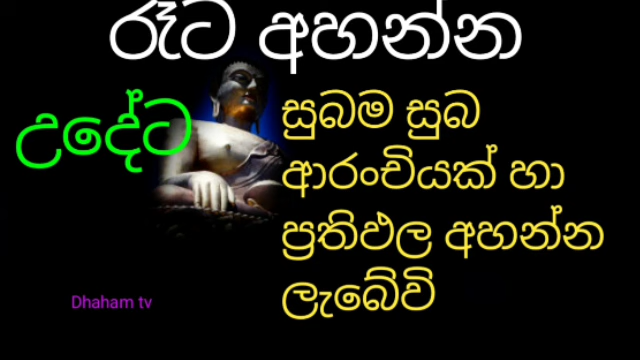 රෑට අහන්න
උදේට
සුබම සුබ
ආරංචියක් හා
ප්‍රතිඵල අහන්න
ලැබේවි
Dhaham tv